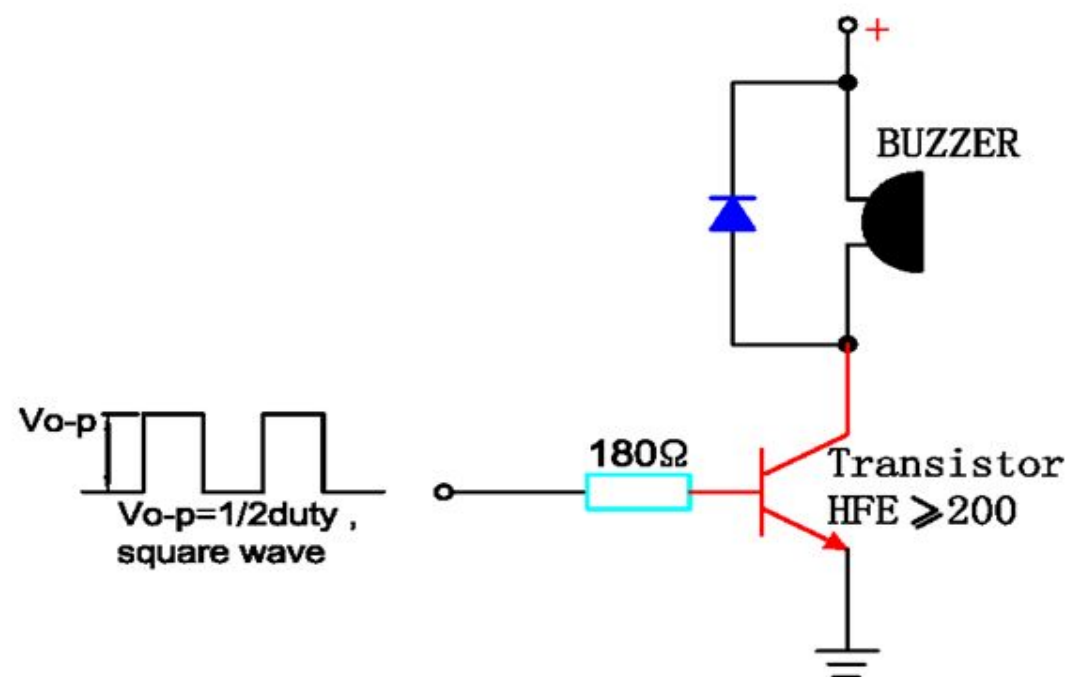 +
BUZZER
Vo-p
180Ω
Transistor
HFE ⩾200
Vo-p=1/2duty ,
square wave